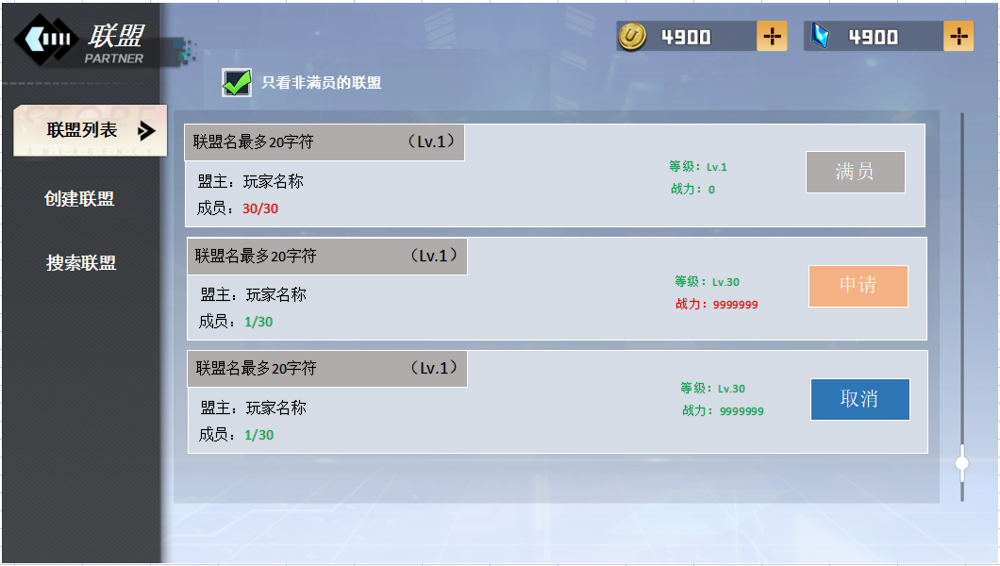 联盟
PARTNER
4900
4900
只看非满员的联盟
联盟列表
创建联盟
搜索联盟
联盟名最多20字符 （Lv.1）
盟主：玩家名称
成员：30/30
等级：Lv.1
战力：0
满员
联盟名最多20字符 （Lv.1）
盟主：玩家名称
成员：1/30
等级：Lv.30
战力：9999999
申请
联盟名最多20字符 （Lv.1）
盟主：玩家名称
成员：1/30
等级：Lv.30
战力：9999999
取消